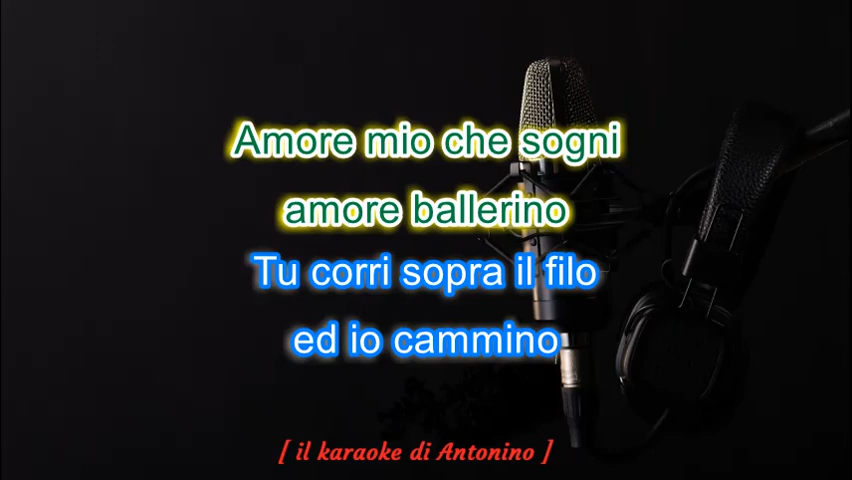 Amore mio che sogni
amore ballerino
Tu corri sopra il filo
ed io cammino
[ il karaoke di Antonino ]